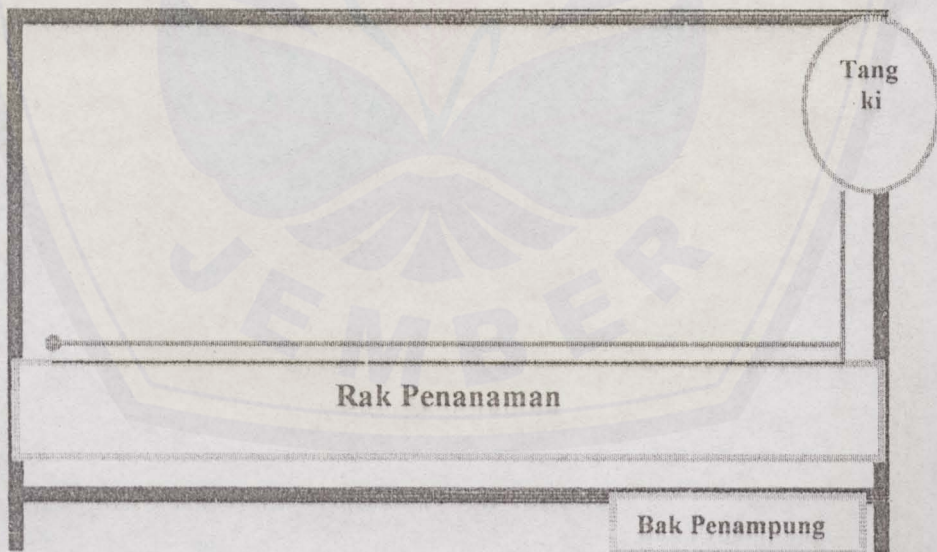 Tang
ki
JEMBER
Rak Penanaman
Bak Penampung